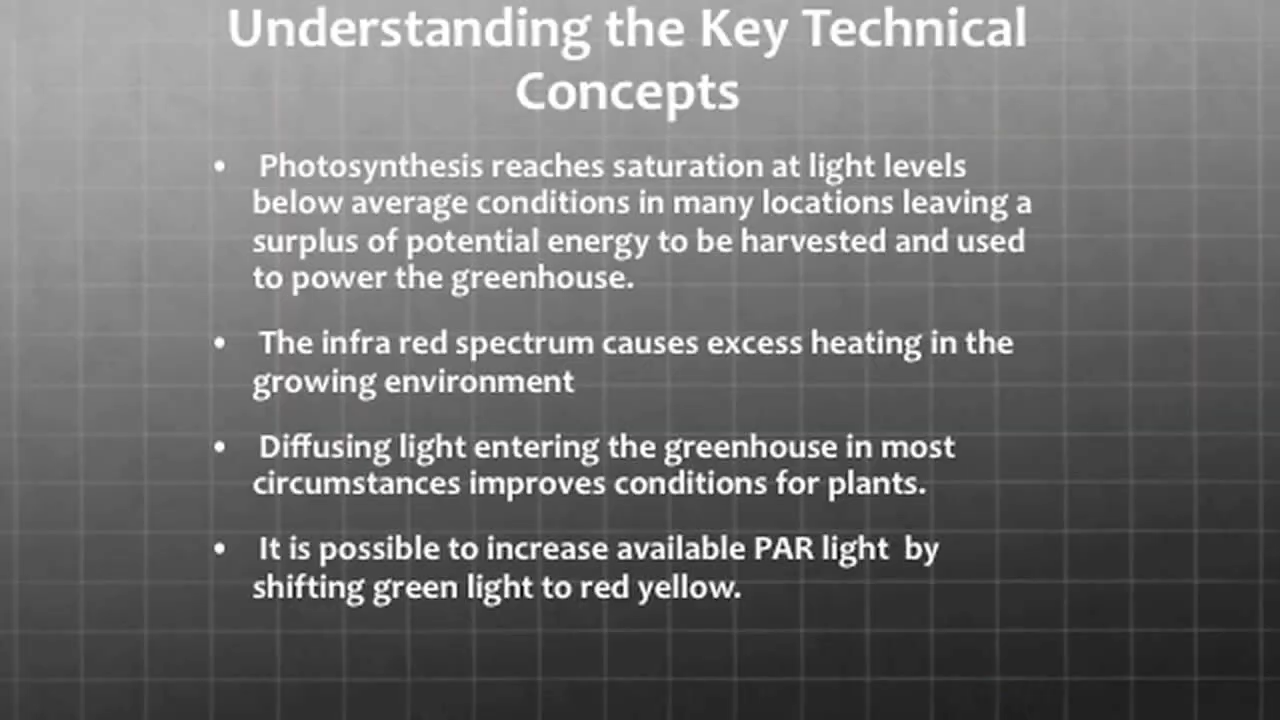 Understanding the Key Technical
Concepts
• Photosynthesis reaches saturation at light levels
below average conditions in many locations leaving a
surplus of potential energy to be harvested and used
to power the greenhouse.
• The infra red spectrum causes excess heating in the
growing environment
• Diffusing light entering the greenhouse in most
circumstances improves conditions for plants.
• It is possible to increase available PAR light by
shifting green light to red yellow.